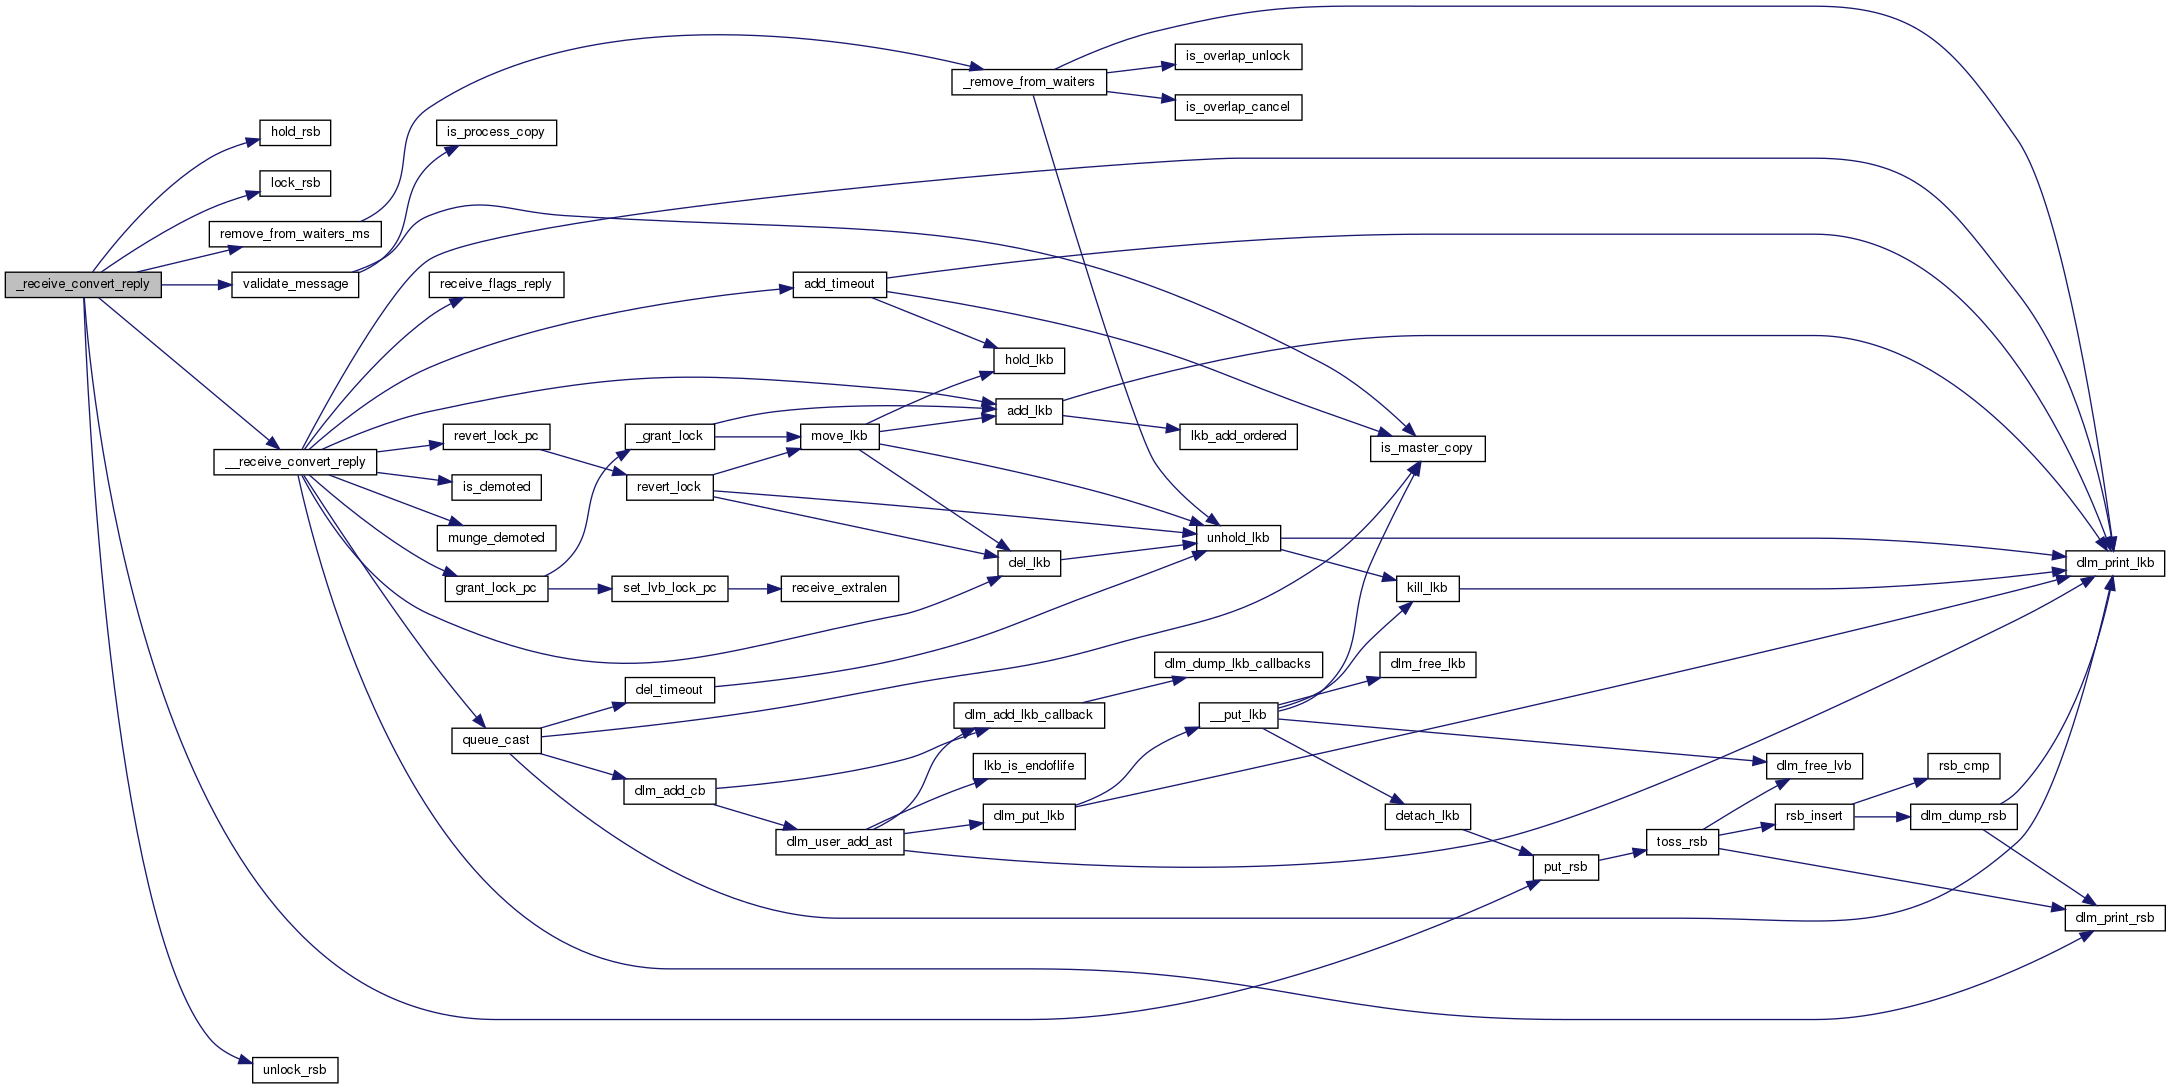 _receive_convert_reply
hold_rsb
lock_rsb
remove_from_waiters_ms
validate_message
__receive_convert_reply
unlock_rsb
is_process_copy
receive_flags_reply
revert_lock_pc
is_demoted
munge_demoted
grant_lock_pc
queue_cast
_grant_lock
revert_lock
set_lvb_lock_pc
del_timeout
dlm_add_cb
add_timeout
move_lkb
receive_extralen
dlm_user_add_ast
_remove_from_waiters
hold_lkb
add_lkb
del_lkb
dlm_add_lkb_callback
lkb_is_endoflife
dlm_put_lkb
is_overlap_unlock
is_overlap_cancel
lkb_add_ordered
unhold_lkb
dlm_dump_lkb_callbacks
__put_lkb
is_master_copy
kill_lkb
dlm_free_lkb
detach_lkb
put_rsb
toss_rsb
dlm_free_lvb
rsb_insert
rsb_cmp
dlm_dump_rsb
dlm_print_lkb
dlm_print_rsb